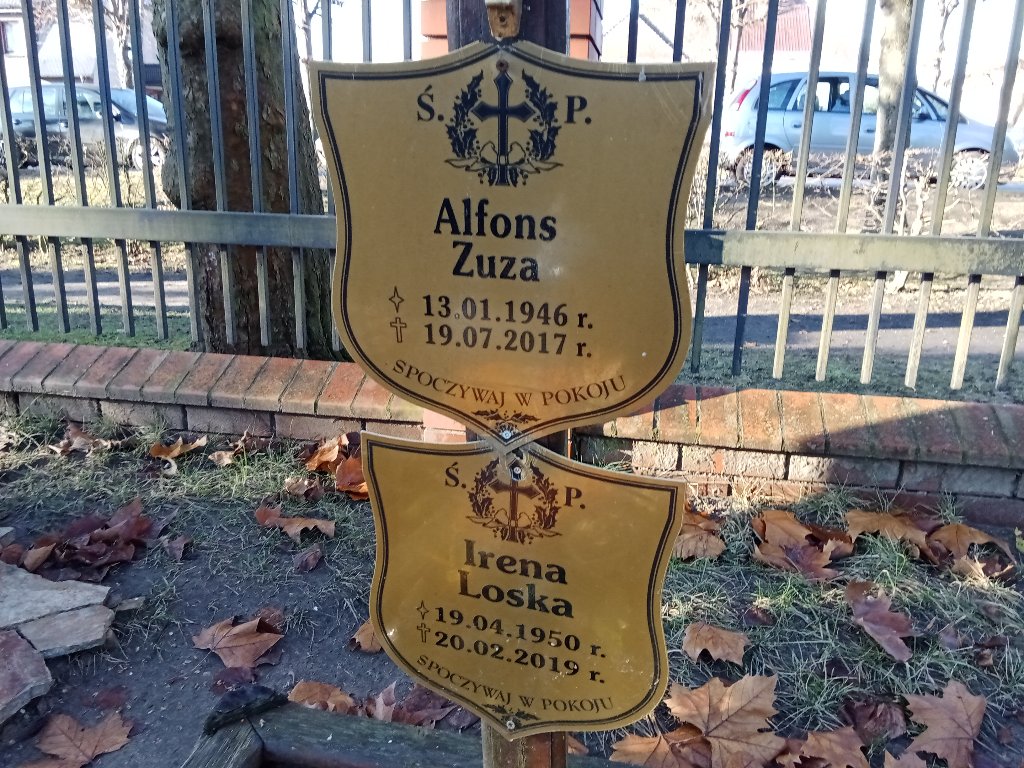 Ś. P.
Alfons
Zuza
13.01.1946 r.
19.07.2017 r.
SPOCZYWAJ W POKOJU
Ś. P.
Irena
Loska
19.04.1950 r.
20.02.2019 r.
SPOCZYWAJ W POKOJU